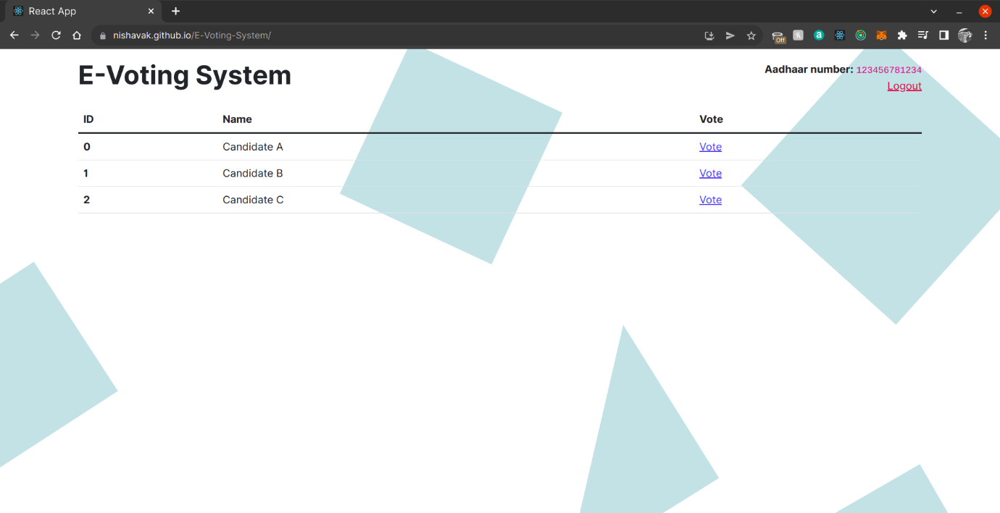 React App
nishavak.github.io/E-Voting-System/
Off
E-Voting System
Aadhaar number: 123456781234
Logout
ID Name Vote
0 Candidate A Vote
1 Candidate B Vote
2 Candidate C Vote